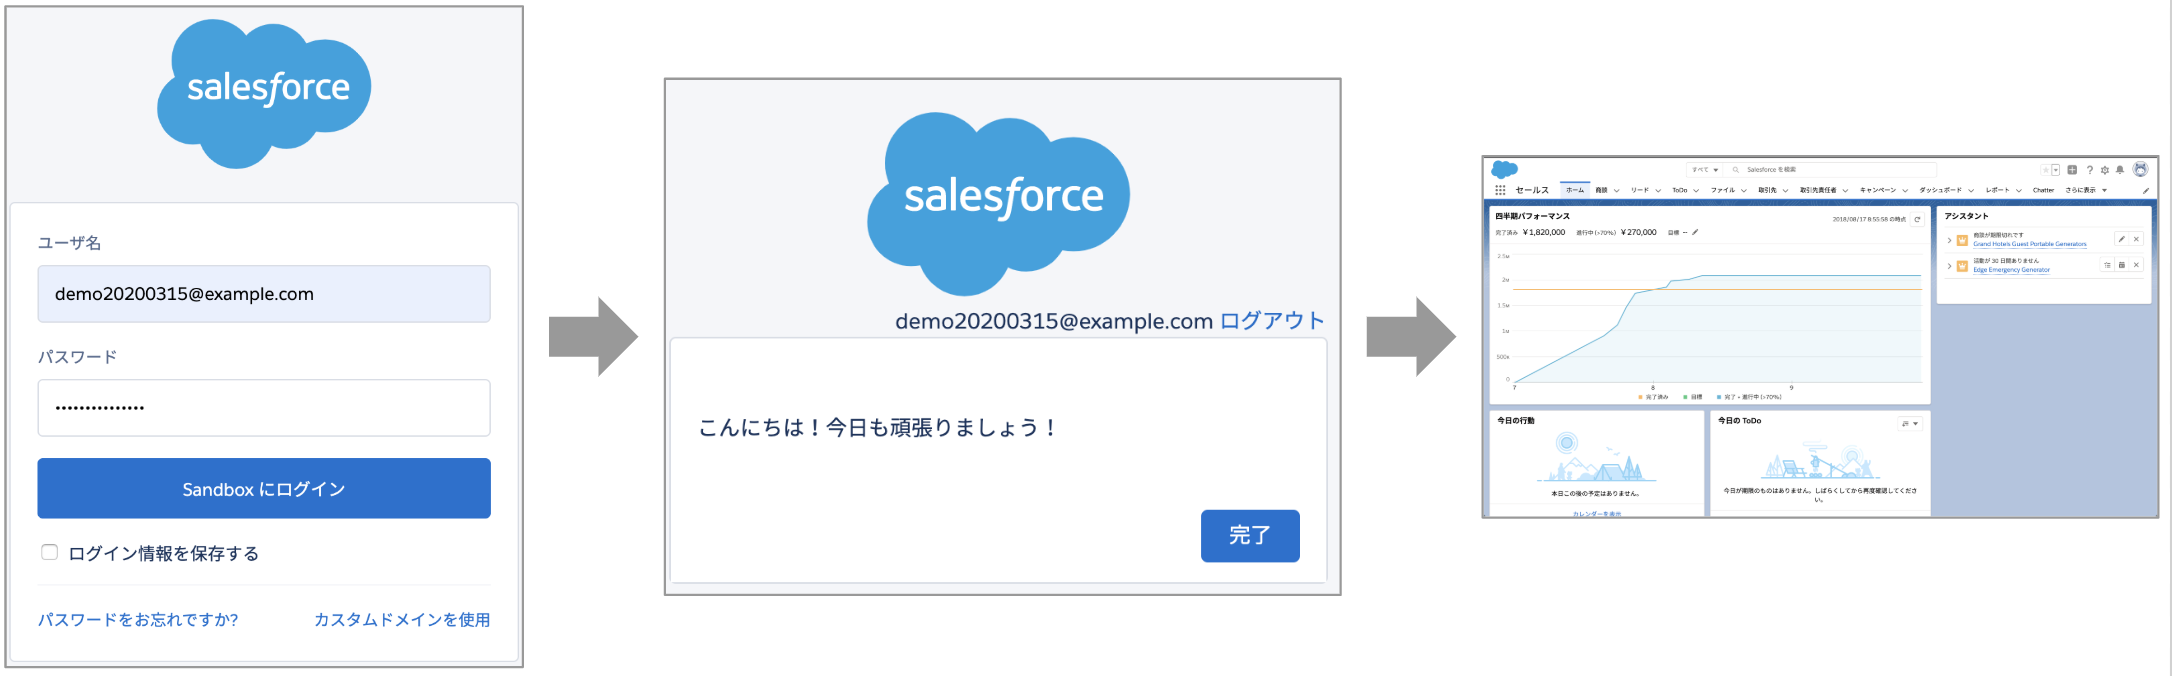 salesforce
ユーザ名
demo20200315@example.com
パスワード
•••••••••••••••
Sandbox にログイン
ログイン情報を保存する
パスワードをお忘れですか?
カスタムドメインを使用
salesforce
demo20200315@example.com ログアウト
こんにちは！今日も頑張りましょう！
完了
すべて
Salesforce を検索
セールス ホーム 商談 リード ToDo ファイル 取引先 取引先責任者 キャンペーン ダッシュボード レポート Chatter さらに表示
四半期パフォーマンス
2018/08/17 8:55:58 の時点
完了済み ¥1,820,000 進行中 (>70%) ¥270,000 目標 --
2.5M
2M
1.5M
1M
500K
0
7 8 9
完了済み 目標 完了 + 進行中 (>70%)
アシスタント
商談が期限切れです
Grand Hotels Guest Portable Generators
活動が 30 日間ありません
Edge Emergency Generator
今日の行動
本日この後の予定はありません。
カレンダーを表示
今日の ToDo
今日が期限のものはありません。しばらくしてから再度確認してくださ
い。